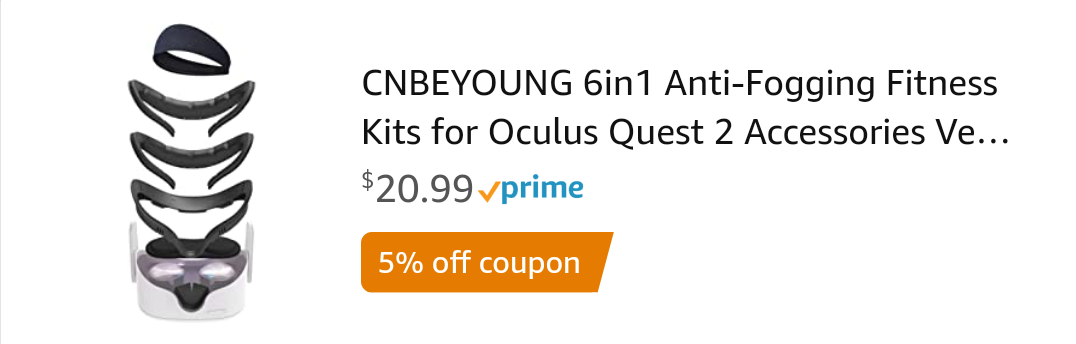 CNBEYOUNG 6in1 Anti-Fogging Fitness
Kits for Oculus Quest 2 Accessories Ve...
$20.99 prime
5% off coupon